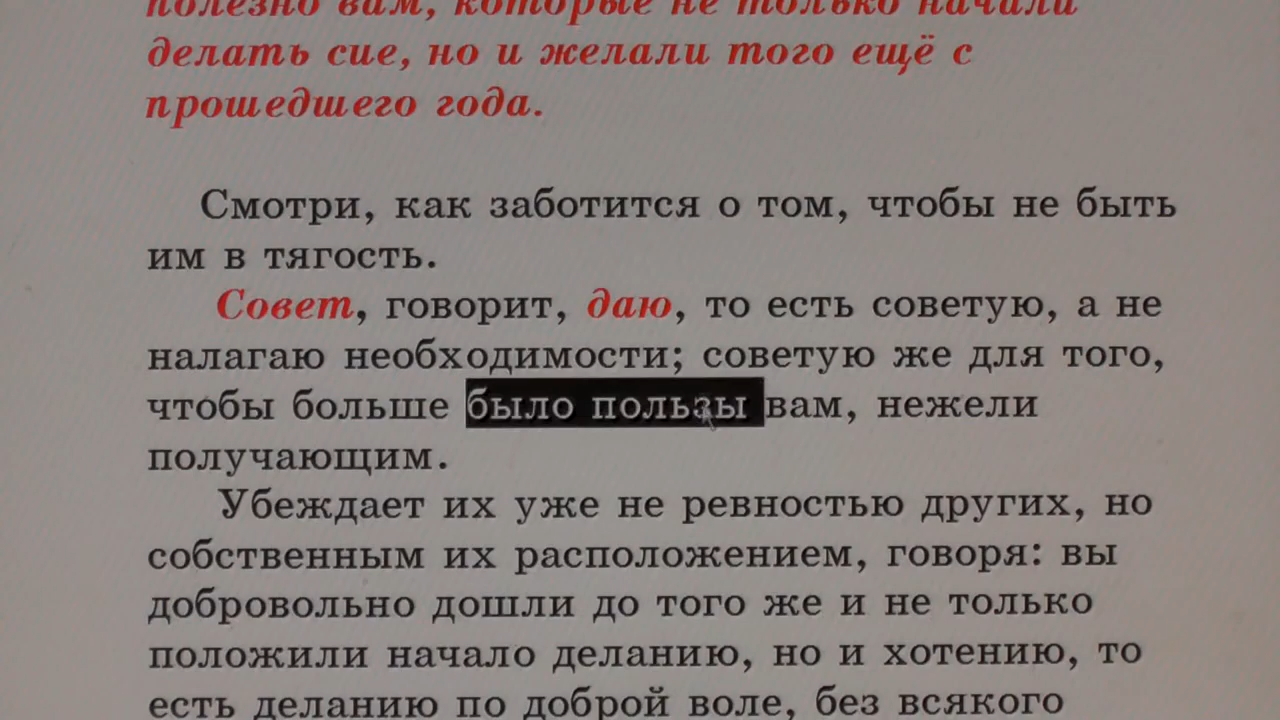 полезно вам, которые не только начали
делать сие, но и желали того ещё с
прошедшего года.
Смотри, как заботится о том, чтобы не быть
им в тягость.
Совет, говорит, даю, то есть советую, а не
налагаю необходимости; советую же для того,
чтобы больше было пользы вам, нежели
получающим.
Убеждает их уже не ревностью других, но
собственным их расположением, говоря: вы
добровольно дошли до того же и не только
положили начало деланию, но и хотению, то
есть деланию по доброй воле, без всякого